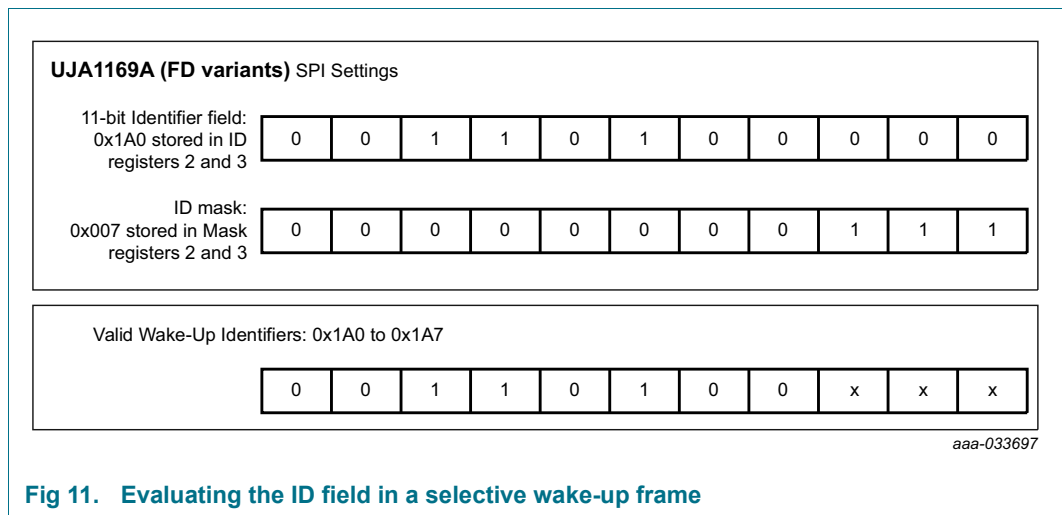 UJA1169A (FD variants) SPI Settings
11-bit Identifier field:
0x1A0 stored in ID
registers 2 and 3
0 0 1 1 0 1 0 0 0 0 0
ID mask:
0x007 stored in Mask
registers 2 and 3
0 0 0 0 0 0 0 0 1 1 1
Valid Wake-Up Identifiers: 0x1A0 to 0x1A7
0 0 1 1 0 1 0 0 x x x
aaa-033697
Fig 11. Evaluating the ID field in a selective wake-up frame